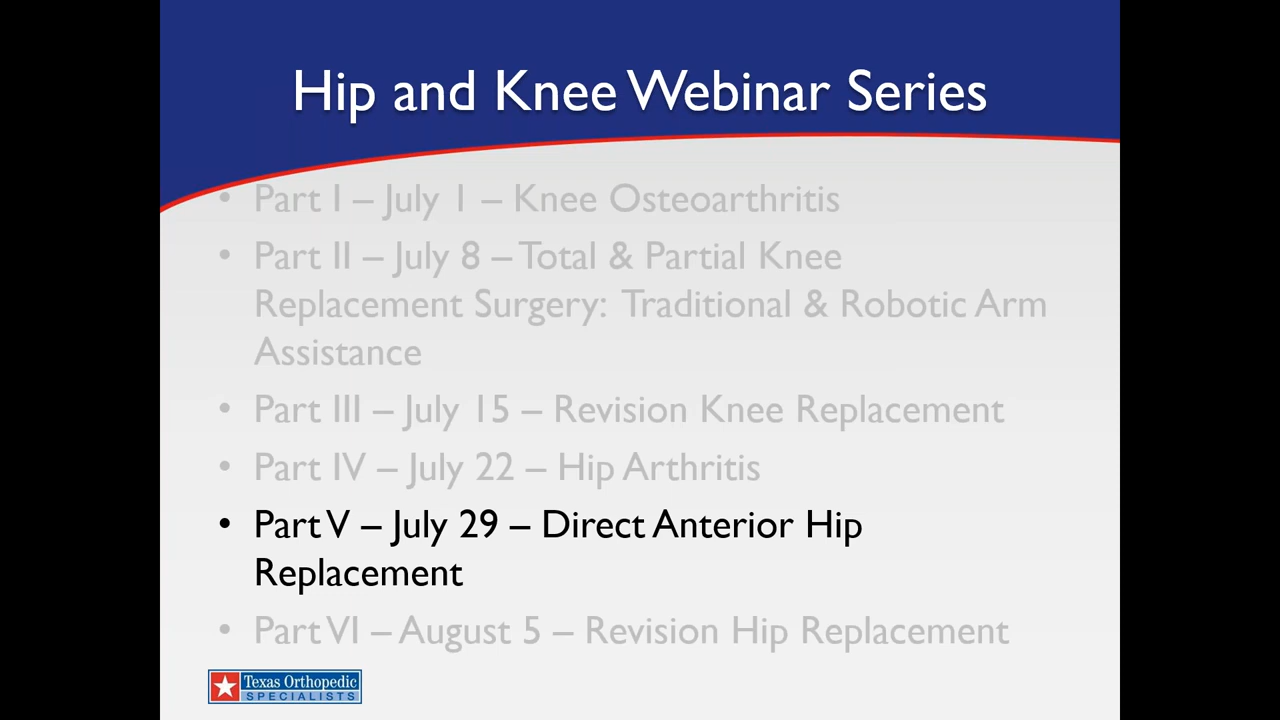 Hip and Knee Webinar Series
• Part I – July 1 – Knee Osteoarthritis
• Part II – July 8 – Total & Partial Knee
Replacement Surgery: Traditional & Robotic Arm
Assistance
• Part III – July 15 – Revision Knee Replacement
• Part IV – July 22 – Hip Arthritis
• Part V – July 29 – Direct Anterior Hip
Replacement
• Part VI – August 5 – Revision Hip Replacement
Texas Orthopedic
SPECIALISTS